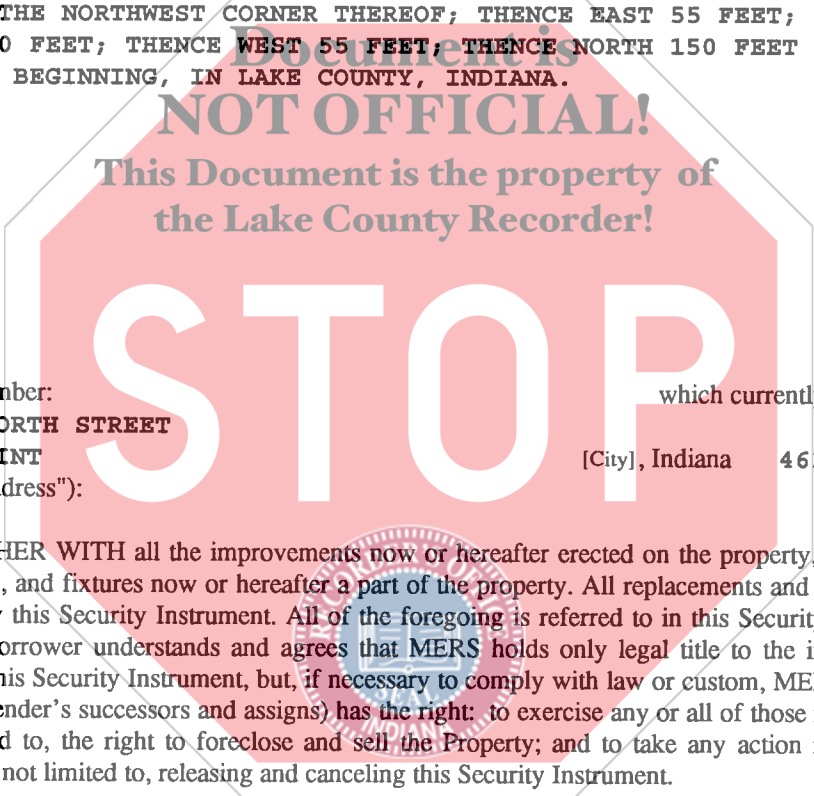 THE NORTHWEST CORNER THEREOF; THENCE EAST 55 FEET;
0 FEET; THENCE WEST 55 FEET; THENCE NORTH 150 FEET
BEGINNING, IN LAKE COUNTY, INDIANA.
Document is
NOT OFFICIAL!
This Document is the property of
the Lake County Recorder!
STOP
nber: which currentl
ORTH STREET
INT [City], Indiana 46
dress"):
HER WITH all the improvements now or hereafter erected on the property,
, and fixtures now or hereafter a part of the property. All replacements and
this Security Instrument. All of the foregoing is referred to in this Securit
orrower understands and agrees that MERS holds only legal title to the i
his Security Instrument, but, if necessary to comply with law or custom, ME
ender's successors and assigns) has the right: to exercise any or all of those
d to, the right to foreclose and sell the Property; and to take any action
not limited to, releasing and canceling this Security Instrument.
RECORDER'S OFFICE
SEAL
INDIANA